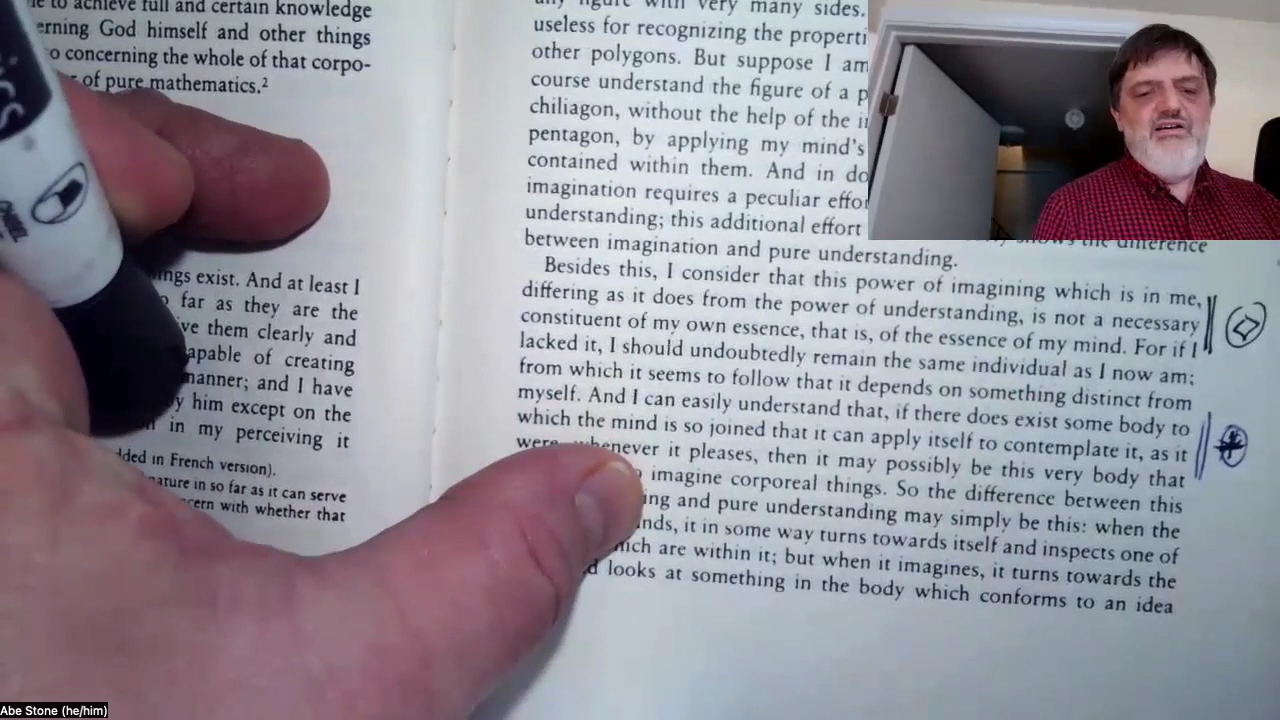 to achieve full and certain knowledge
erning God himself and other things
o concerning the whole of that corpo-
of pure mathematics.²
ings exist. And at least I
far as they are the
ve them clearly and
apable of creating
manner; and I have
y him except on the
in my perceiving it
dded in French version).
ature in so far as it can serve
cern with whether that
any figure with very many sides.
useless for recognizing the properti
other polygons. But suppose I am
course understand the figure of a p
chiliagon, without the help of the i
pentagon, by applying my mind's
contained within them. And in do
imagination requires a peculiar effo
understanding; this additional effort
shows the difference
between imagination and pure understanding.
Besides this, I consider that this power of imagining which is in me,
differing as it does from the power of understanding, is not a necessary
constituent of my own essence, that is, of the essence of my mind. For if I
lacked it, I should undoubtedly remain the same individual as I now am;
from which it seems to follow that it depends on something distinct from
myself. And I can easily understand that, if there does exist some body to
which the mind is so joined that it can apply itself to contemplate it, as it
were, whenever it pleases, then it may possibly be this very body that
imagine corporeal things. So the difference between this
ing and pure understanding may simply be this: when the
nds, it in some way turns towards itself and inspects one of
hich are within it; but when it imagines, it turns towards the
d looks at something in the body which conforms to an idea
Abe Stone (he/him)